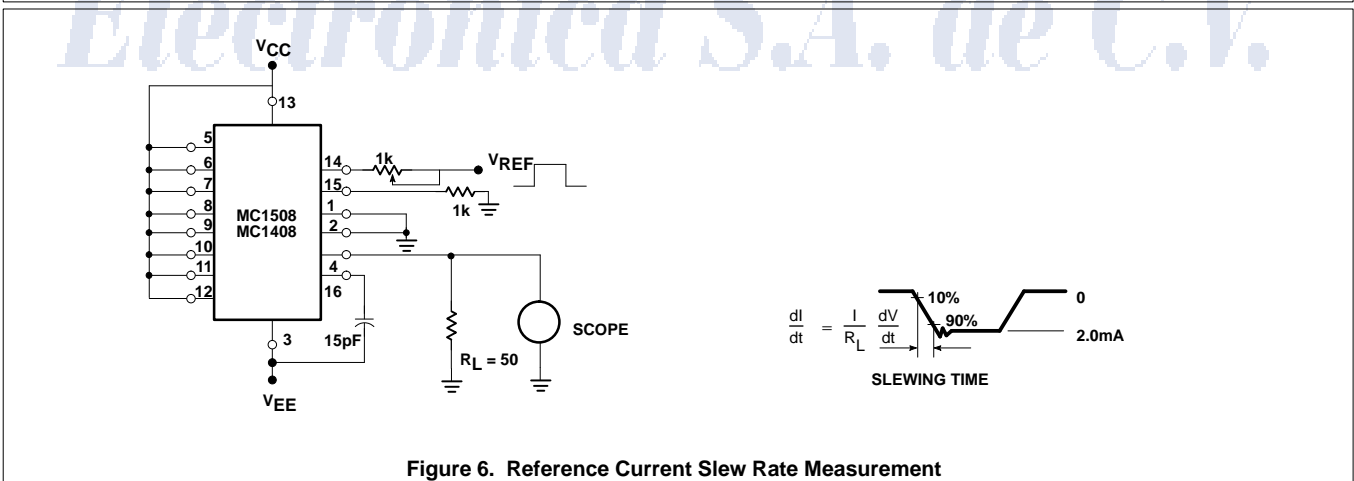 Electronica S.A. de C.V.
VCC
13
5
6
7
8
9
10
11
12
14
15
1
2
4
16
3
MC1508
MC1408
1k
VREF
1k
15pF
RL = 50
SCOPE
VEE
dI/dt = I/RL dV/dt
10%
90%
0
2.0mA
SLEWING TIME
Figure 6. Reference Current Slew Rate Measurement